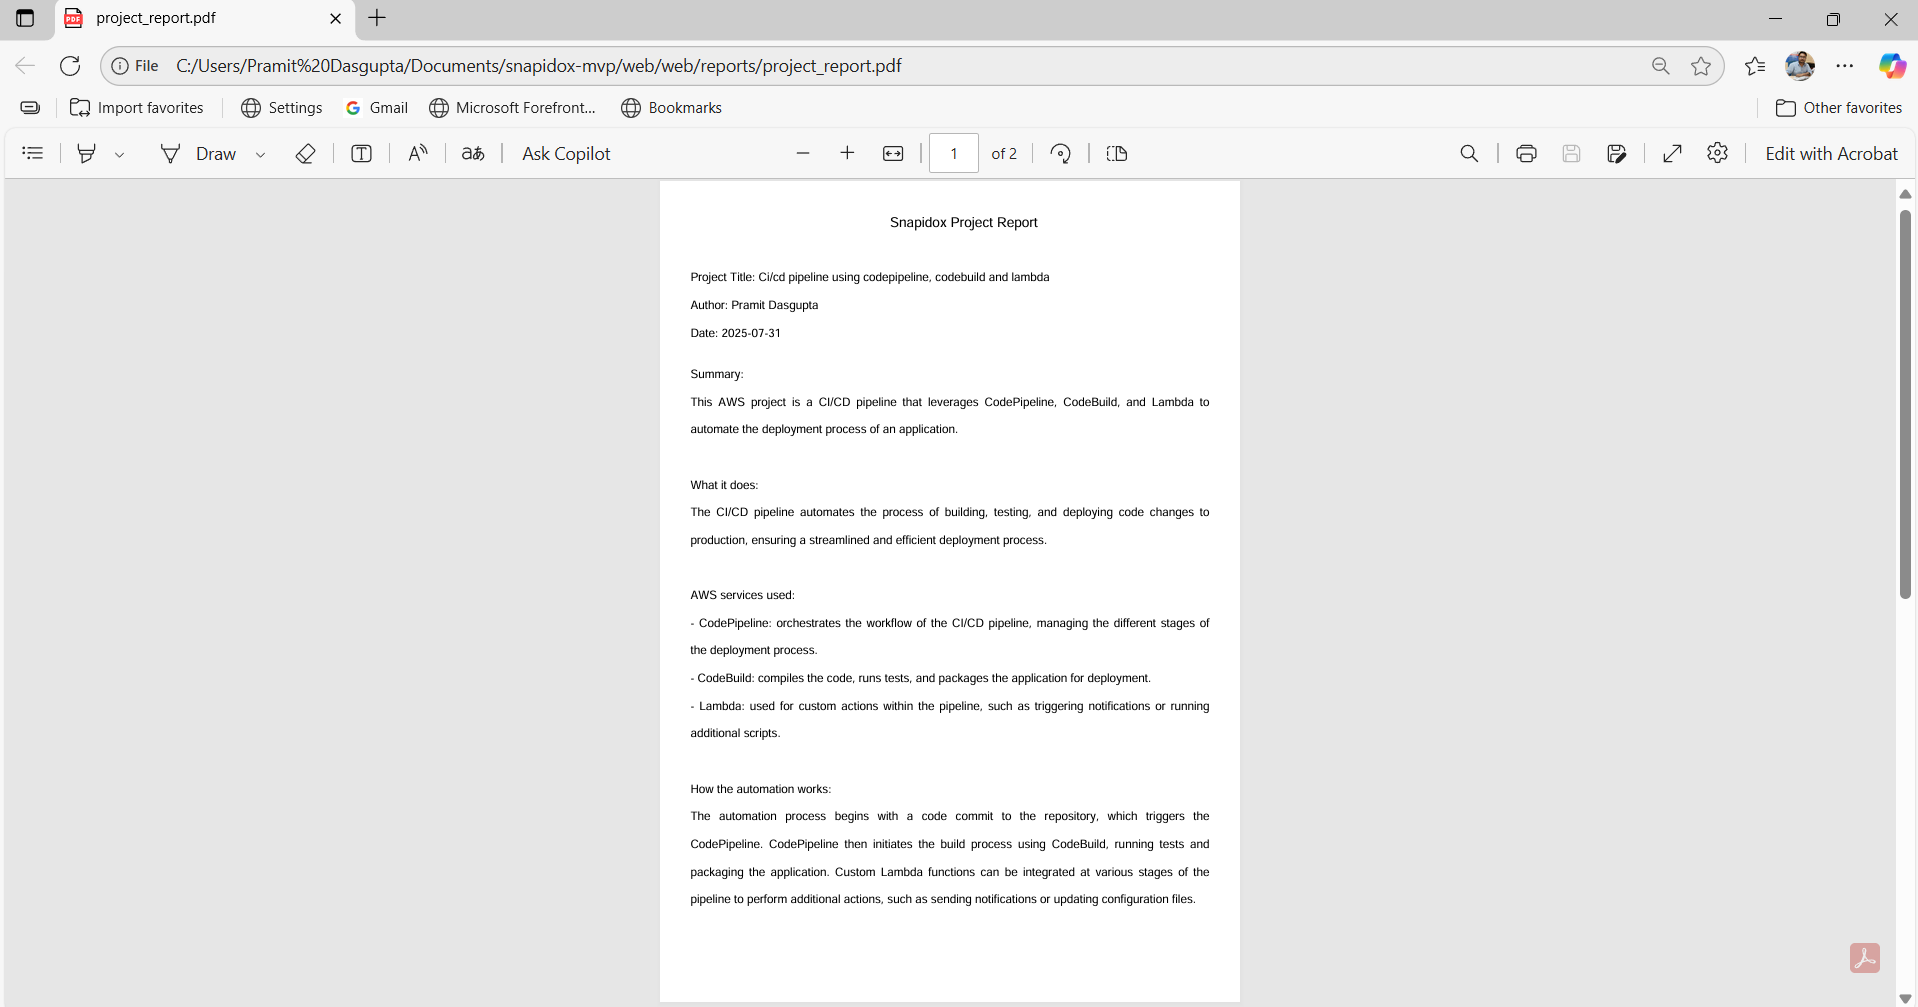 project_report.pdf
File C:/Users/Pramit%20Dasgupta/Documents/snapidox-mvp/web/web/reports/project_report.pdf
Import favorites Settings Gmail Microsoft Forefront... Bookmarks Other favorites
Draw T A aあ Ask Copilot 1 of 2 Edit with Acrobat
Snapidox Project Report
Project Title: Ci/cd pipeline using codepipeline, codebuild and lambda
Author: Pramit Dasgupta
Date: 2025-07-31
Summary:
This AWS project is a CI/CD pipeline that leverages CodePipeline, CodeBuild, and Lambda to
automate the deployment process of an application.
What it does:
The CI/CD pipeline automates the process of building, testing, and deploying code changes to
production, ensuring a streamlined and efficient deployment process.
AWS services used:
- CodePipeline: orchestrates the workflow of the CI/CD pipeline, managing the different stages of
the deployment process.
- CodeBuild: compiles the code, runs tests, and packages the application for deployment.
- Lambda: used for custom actions within the pipeline, such as triggering notifications or running
additional scripts.
How the automation works:
The automation process begins with a code commit to the repository, which triggers the
CodePipeline. CodePipeline then initiates the build process using CodeBuild, running tests and
packaging the application. Custom Lambda functions can be integrated at various stages of the
pipeline to perform additional actions, such as sending notifications or updating configuration files.